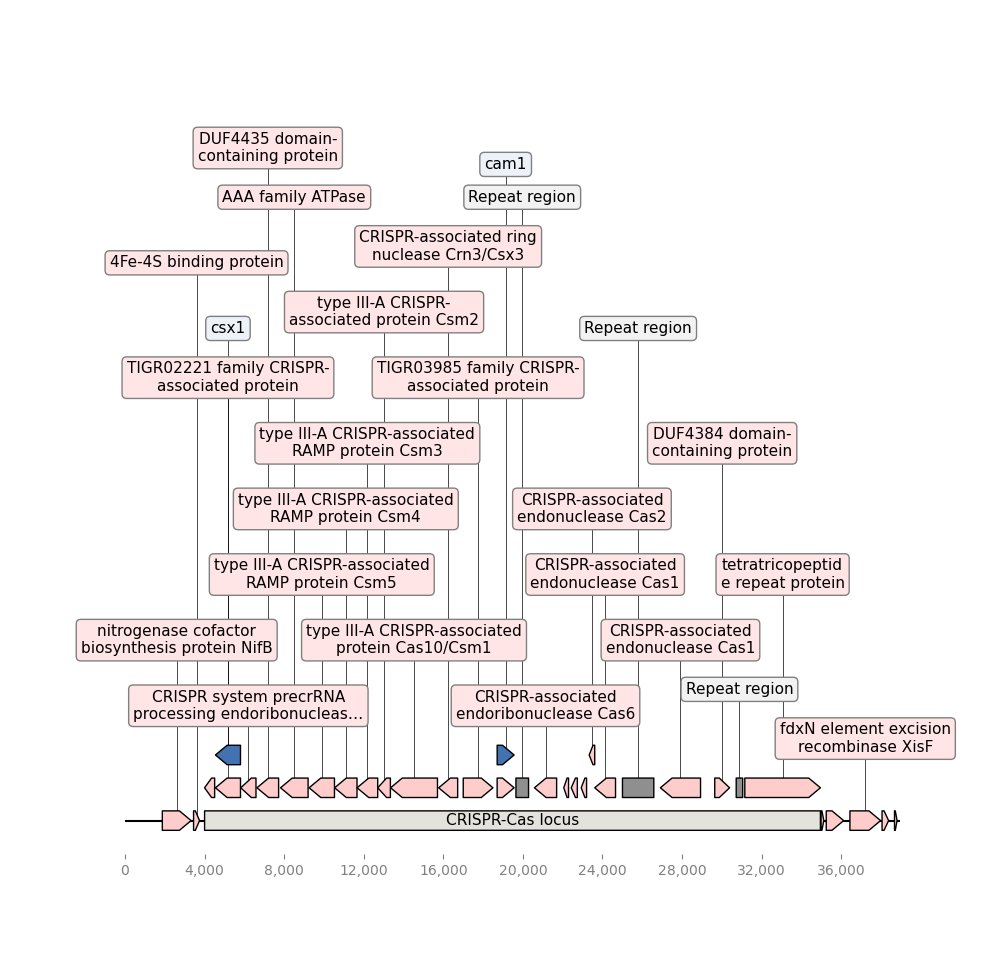 DUF4435 domain-
containing protein
cam1
AAA family ATPase
Repeat region
CRISPR-associated ring
nuclease Crn3/Csx3
4Fe-4S binding protein
type III-A CRISPR-
associated protein Csm2
csx1
Repeat region
TIGR02221 family CRISPR-
associated protein
TIGR03985 family CRISPR-
associated protein
type III-A CRISPR-associated
RAMP protein Csm3
DUF4384 domain-
containing protein
type III-A CRISPR-associated
RAMP protein Csm4
CRISPR-associated
endonuclease Cas2
type III-A CRISPR-associated
RAMP protein Csm5
CRISPR-associated
endonuclease Cas1
tetratricopeptid
e repeat protein
nitrogenase cofactor
biosynthesis protein NifB
type III-A CRISPR-associated
protein Cas10/Csm1
CRISPR-associated
endonuclease Cas1
CRISPR system precrRNA
processing endoribonucleas…
CRISPR-associated
endoribonuclease Cas6
Repeat region
fdxN element excision
recombinase XisF
CRISPR-Cas locus
0 4,000 8,000 12,000 16,000 20,000 24,000 28,000 32,000 36,000